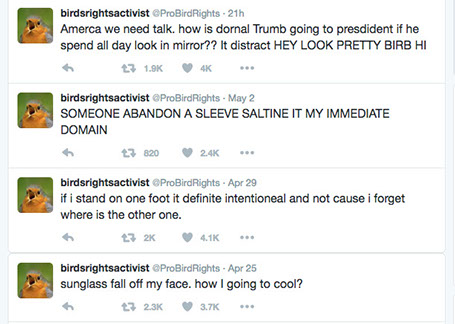 birdsrightsactivist @ProBirdRights · 21h
Amerca we need talk. how is dornal Trump going to presdident if he
spend all day look in mirror?? It distract HEY LOOK PRETTY BIRB HI
1.9K 4K
birdsrightsactivist @ProBirdRights · May 2
SOMEONE ABANDON A SLEEVE SALTINE IT MY IMMEDIATE
DOMAIN
820 2.4K
birdsrightsactivist @ProBirdRights · Apr 29
if i stand on one foot it definite intentioneal and not cause i forget
where is the other one.
2K 4.1K
birdsrightsactivist @ProBirdRights · Apr 25
sunglass fall off my face. how I going to cool?
2.3K 3.7K